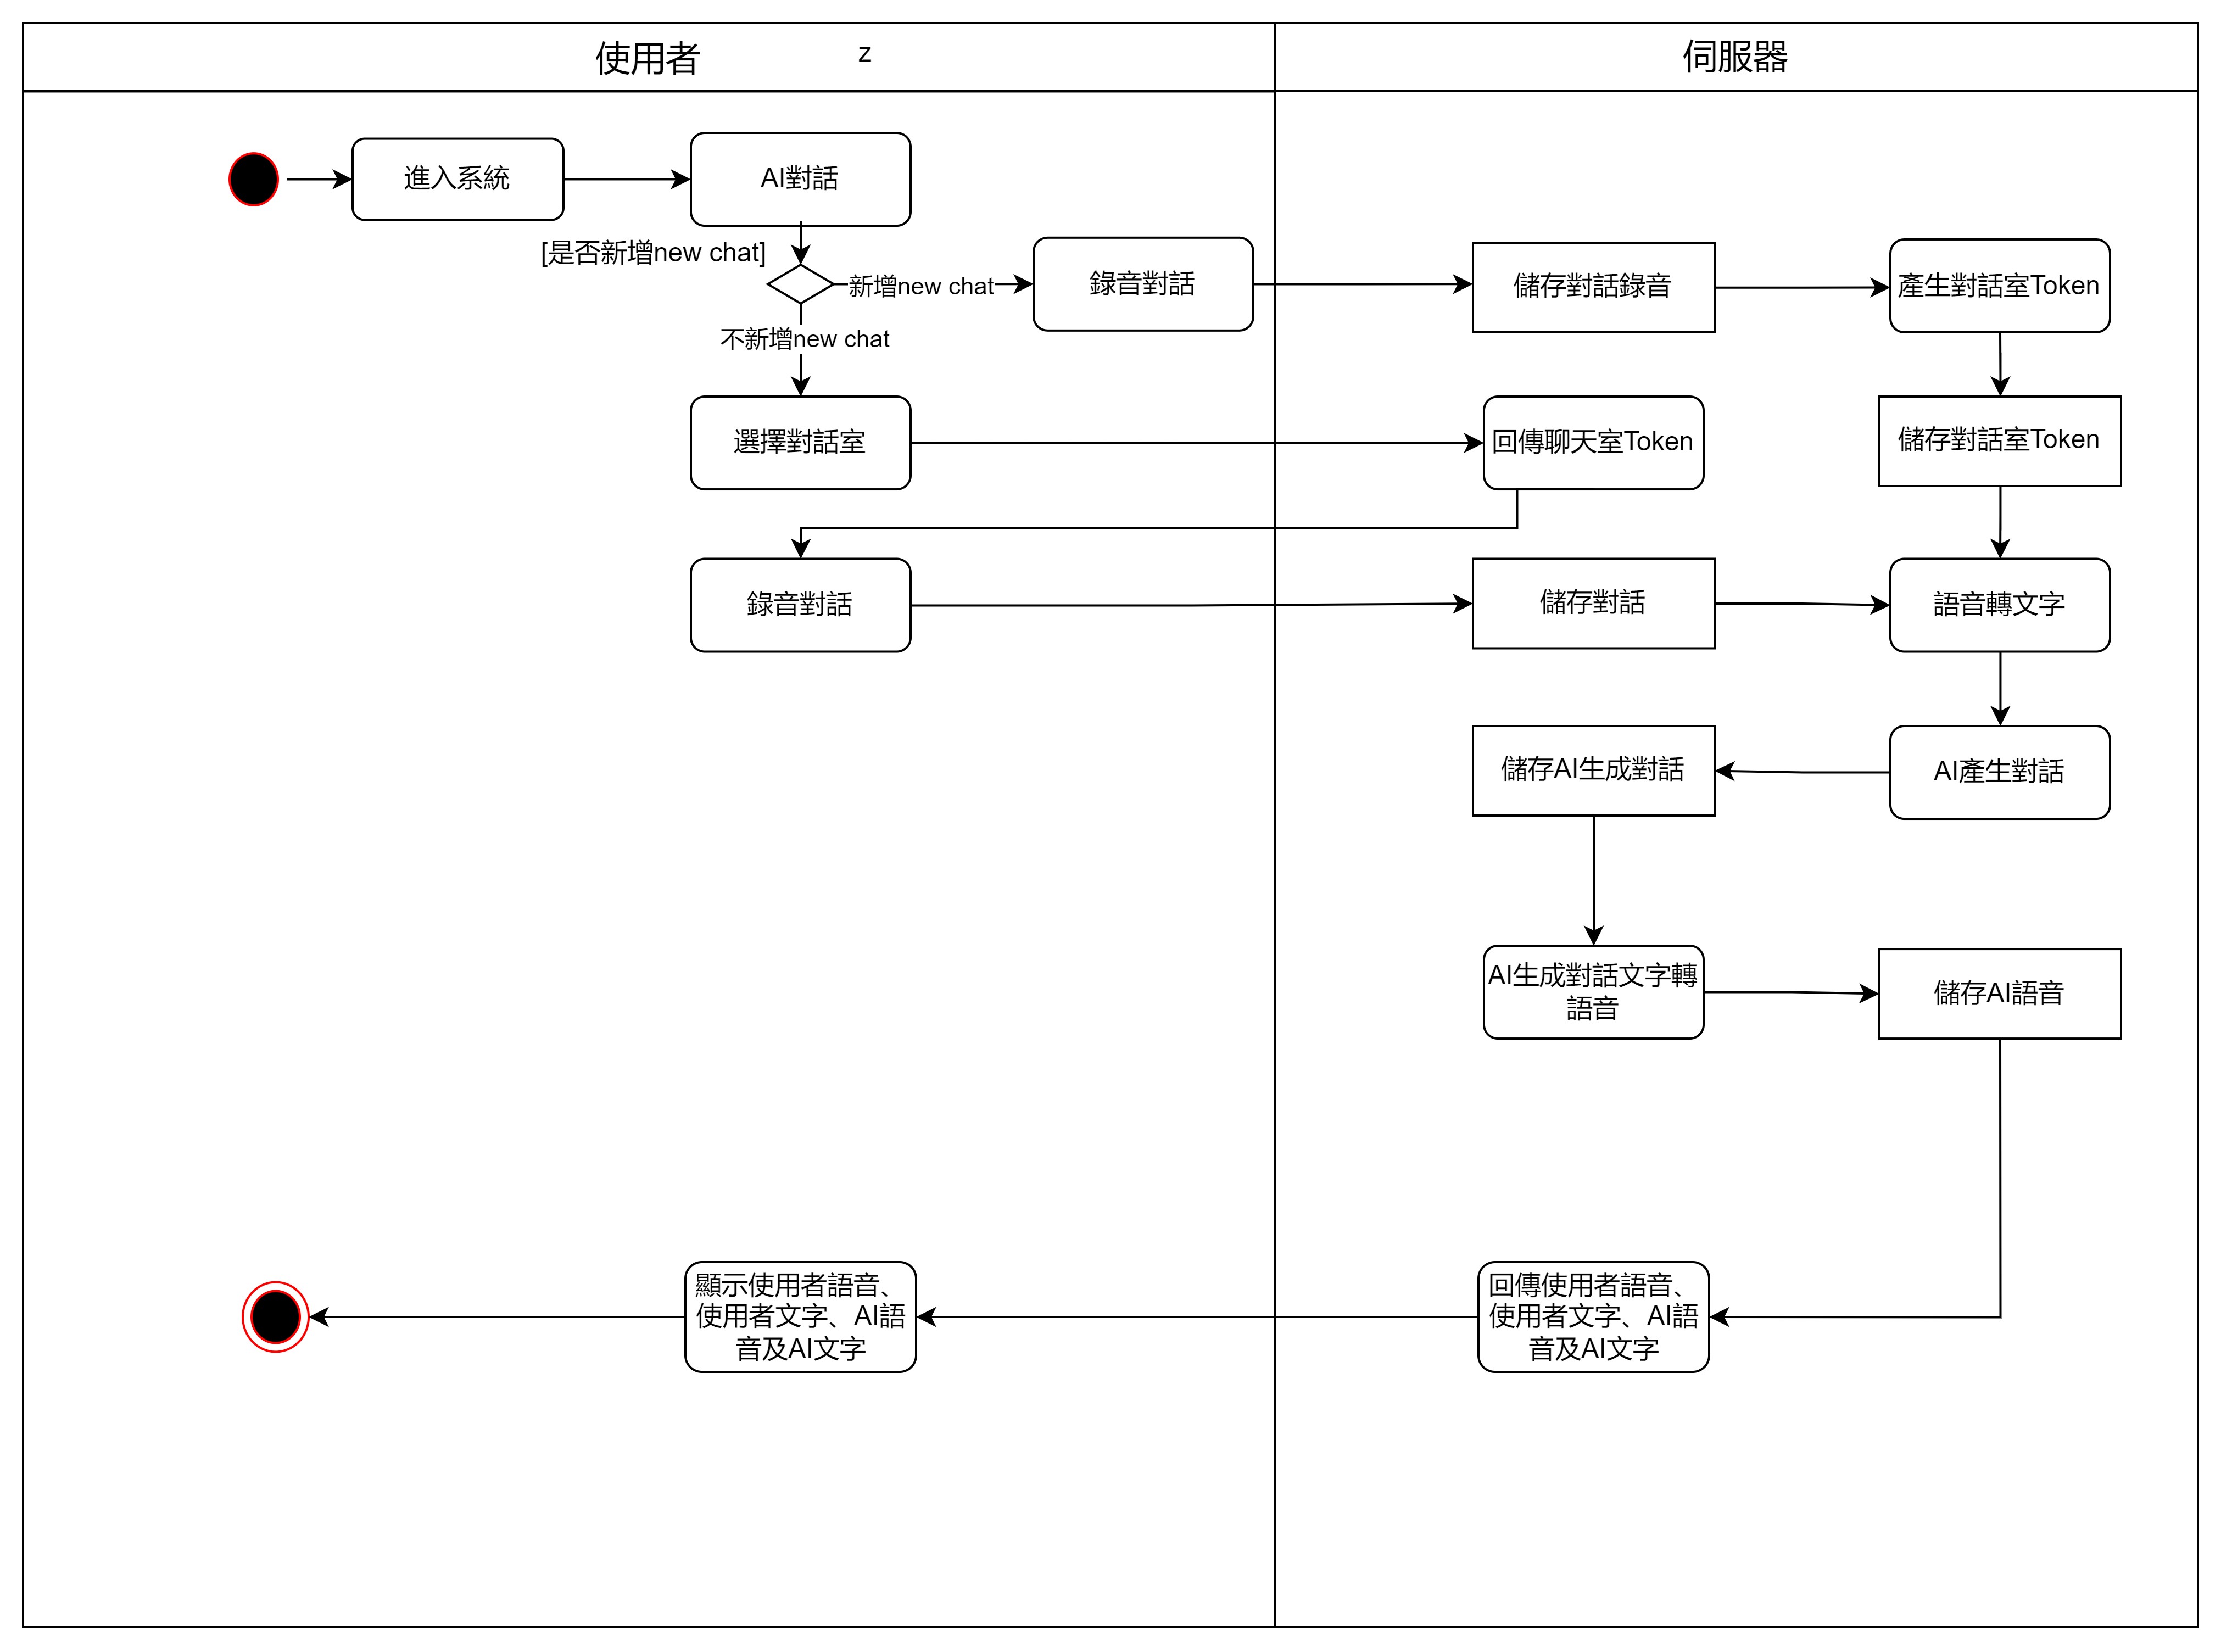 使用者
z
伺服器
進入系統
AI對話
[是否新增new chat]
新增new chat
錄音對話
儲存對話錄音
產生對話室Token
不新增new chat
選擇對話室
回傳聊天室Token
儲存對話室Token
錄音對話
儲存對話
語音轉文字
儲存AI生成對話
AI產生對話
AI生成對話文字轉
語音
儲存AI語音
顯示使用者語音、
使用者文字、AI語
音及AI文字
回傳使用者語音、
使用者文字、AI語
音及AI文字